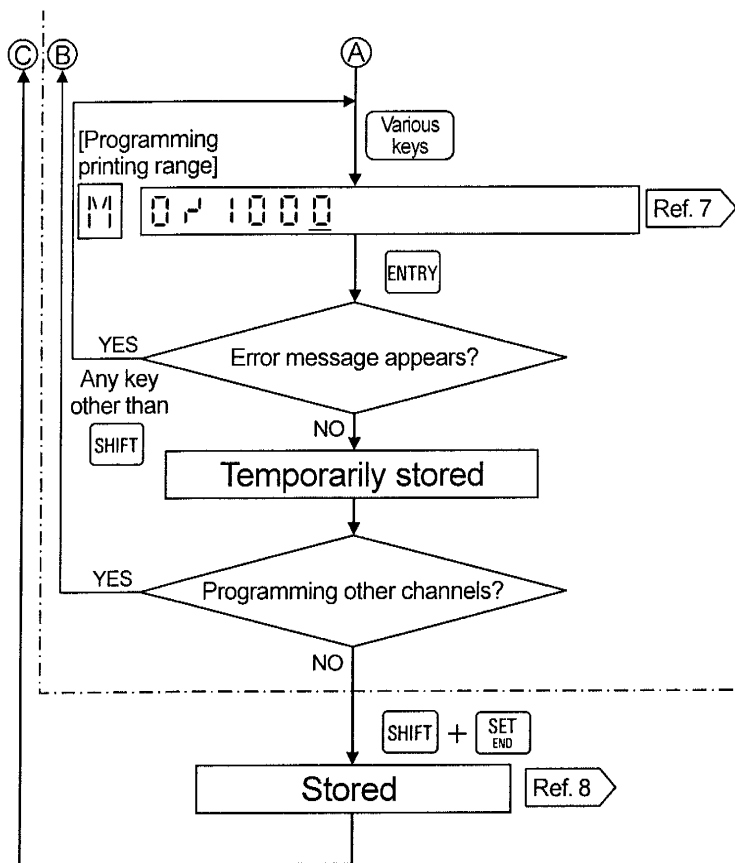 C B A
Various
keys
[Programming
printing range]
M 0/1000 Ref. 7
ENTRY
YES Error message appears?
Any key
other than
SHIFT
NO
Temporarily stored
YES Programming other channels?
NO
SHIFT + SET
END
Stored Ref. 8